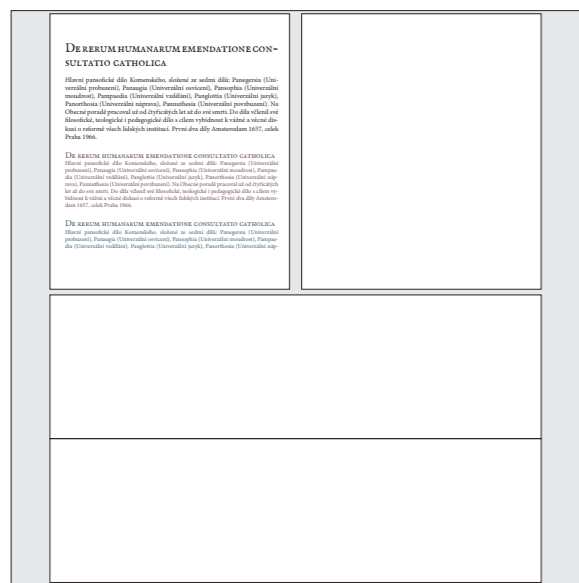 De rerum humanarum emendatione con-
sultatio catholica
Hlavní pansofické dílo Komenského, složené ze sedmi dílů: Panegersia (Uni-
verzální probuzení), Panaugia (Univerzální osvícení), Pansophia (Univerzální
moudrost), Pampaedia (Univerzální vzdělání), Panglottia (Univerzální jazyk),
Panorthosia (Univerzální náprava), Pannuthesia (Univerzální povzbuzení). Na
Obecné poradě pracoval už od čtyřicátých let až do své smrti. Do díla včlenil své
filosofické, teologické i pedagogické dílo s cílem vybídnout k vážné a věcné dis-
kusi o reformě všech lidských institucí. První dva díly Amsterodam 1657, celek
Praha 1966.
De rerum humanarum emendatione consultatio catholica
Hlavní pansofické dílo Komenského, složené ze sedmi dílů: Panegersia (Univerzální
probuzení), Panaugia (Univerzální osvícení), Pansophia (Univerzální moudrost), Pampae-
dia (Univerzální vzdělání), Panglottia (Univerzální jazyk), Panorthosia (Univerzální náp-
rava), Pannuthesia (Univerzální povzbuzení). Na Obecné poradě pracoval už od čtyřicátých
let až do své smrti. Do díla včlenil své filosofické, teologické i pedagogické dílo s cílem vy-
bídnout k vážné a věcné diskusi o reformě všech lidských institucí. První dva díly Amstero-
dam 1657, celek Praha 1966.
De rerum humanarum emendatione consultatio catholica
Hlavní pansofické dílo Komenského, složené ze sedmi dílů: Panegersia (Univerzální
probuzení), Panaugia (Univerzální osvícení), Pansophia (Univerzální moudrost), Pampae-
dia (Univerzální vzdělání), Panglottia (Univerzální jazyk), Panorthosia (Univerzální náp-